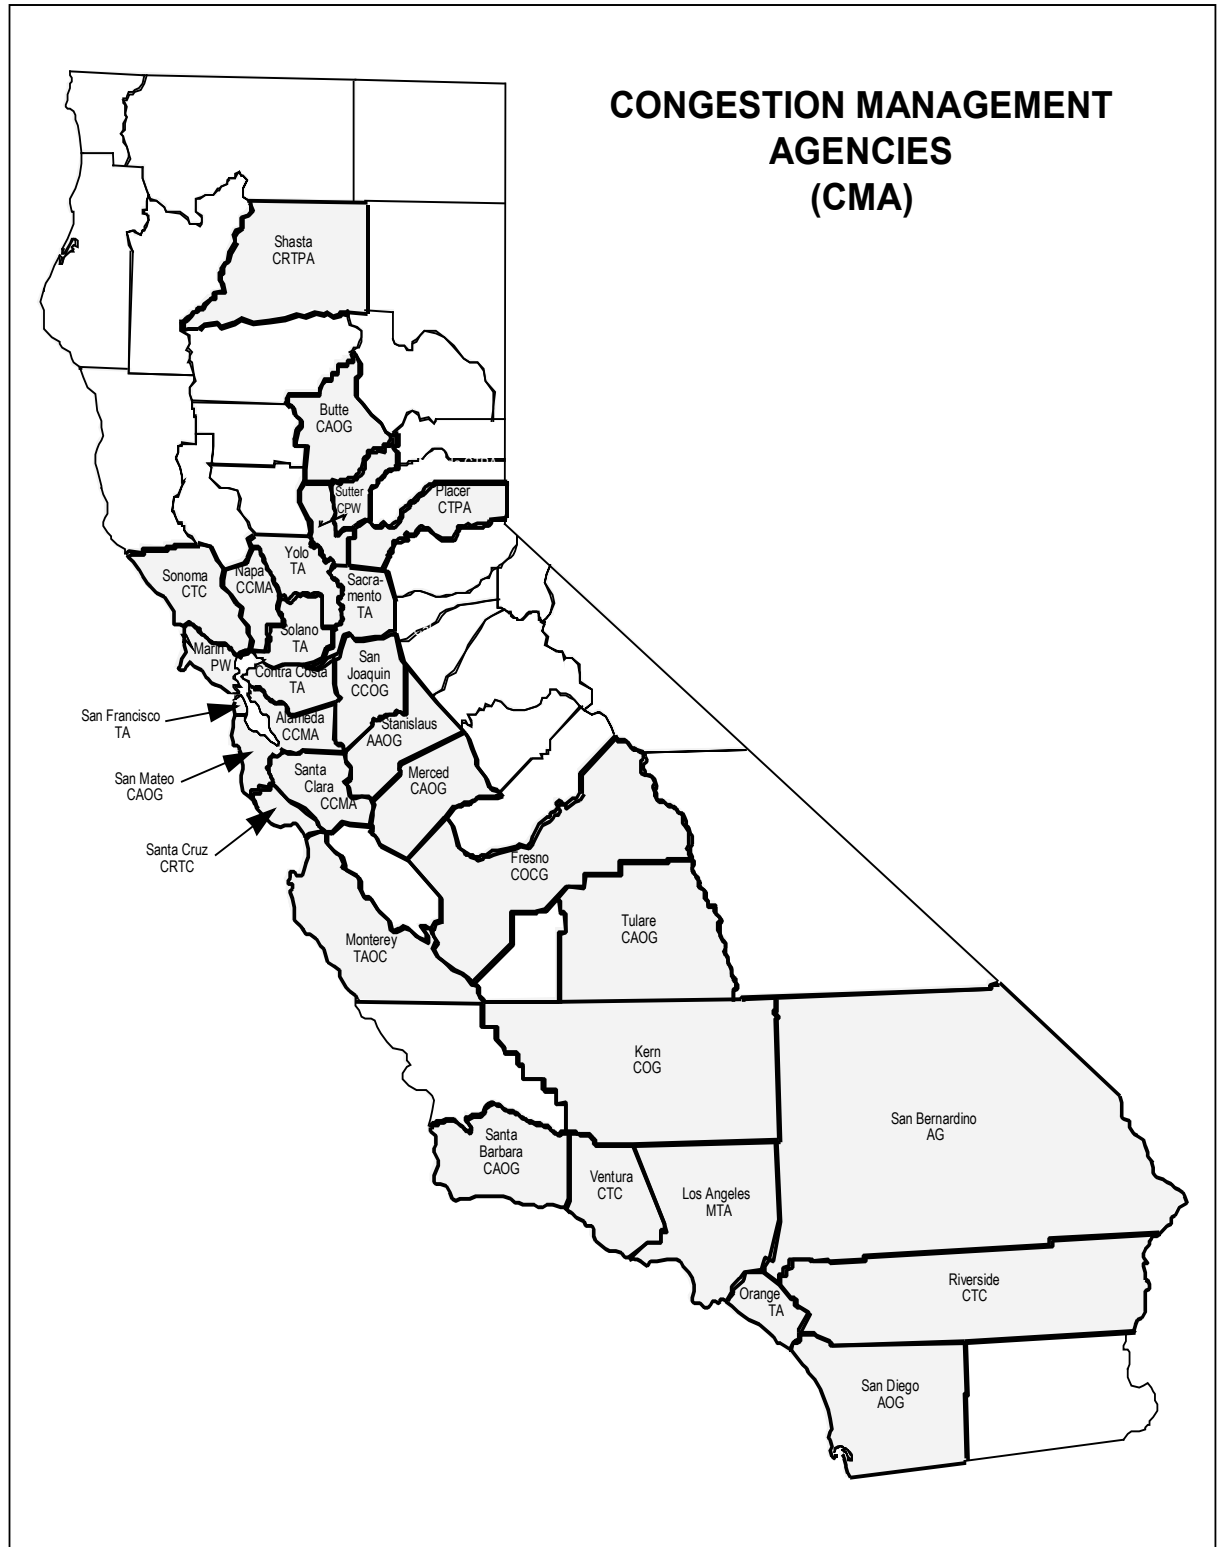 CONGESTION MANAGEMENT
AGENCIES
(CMA)
Shasta
CRTPA
Butte
CAOG
Sutter
CPW
Placer
CTPA
Yolo
TA
Sonoma
CTC
Napa
CCMA
Sacra-
mento
TA
Solano
TA
Marin
PW
Contra Costa
TA
San
Joaquin
CCOG
San Francisco
TA
Alameda
CCMA
Stanislaus
AAOG
San Mateo
CAOG
Santa
Clara
CCMA
Merced
CAOG
Santa Cruz
CRTC
Fresno
COCG
Tulare
CAOG
Monterey
TAOC
Kern
COG
San Bernardino
AG
Santa
Barbara
CAOG
Ventura
CTC
Los Angeles
MTA
Orange
TA
Riverside
CTC
San Diego
AOG